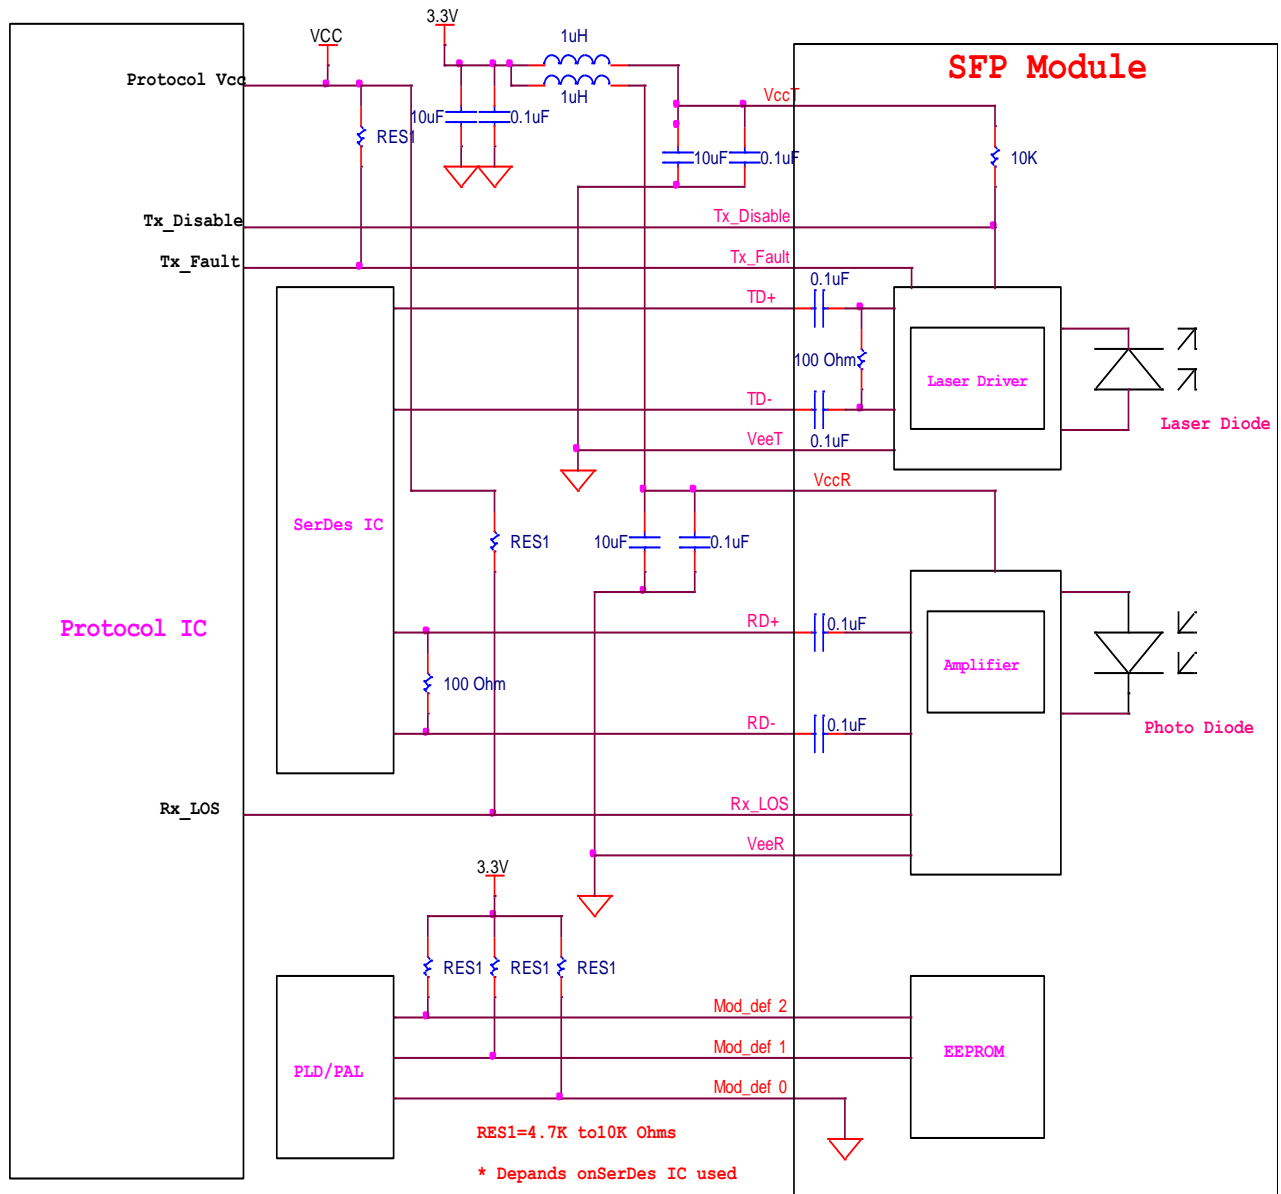 3.3V
VCC
1uH
SFP Module
Protocol Vcc
1uH
VccT
10uF
0.1uF
RES1
10uF
0.1uF
10K
Tx_Disable
Tx_Disable
Tx_Fault
Tx_Fault
0.1uF
TD+
100 Ohm
Laser Driver
TD-
Laser Diode
VeeT
0.1uF
VccR
SerDes IC
RES1
10uF
0.1uF
Protocol IC
RD+
0.1uF
Amplifier
100 Ohm
RD-
0.1uF
Photo Diode
Rx_LOS
Rx_LOS
VeeR
3.3V
RES1
RES1
RES1
Mod_def 2
Mod_def 1
EEPROM
PLD/PAL
Mod_def 0
RES1=4.7K to10K Ohms
* Depands onSerDes IC used